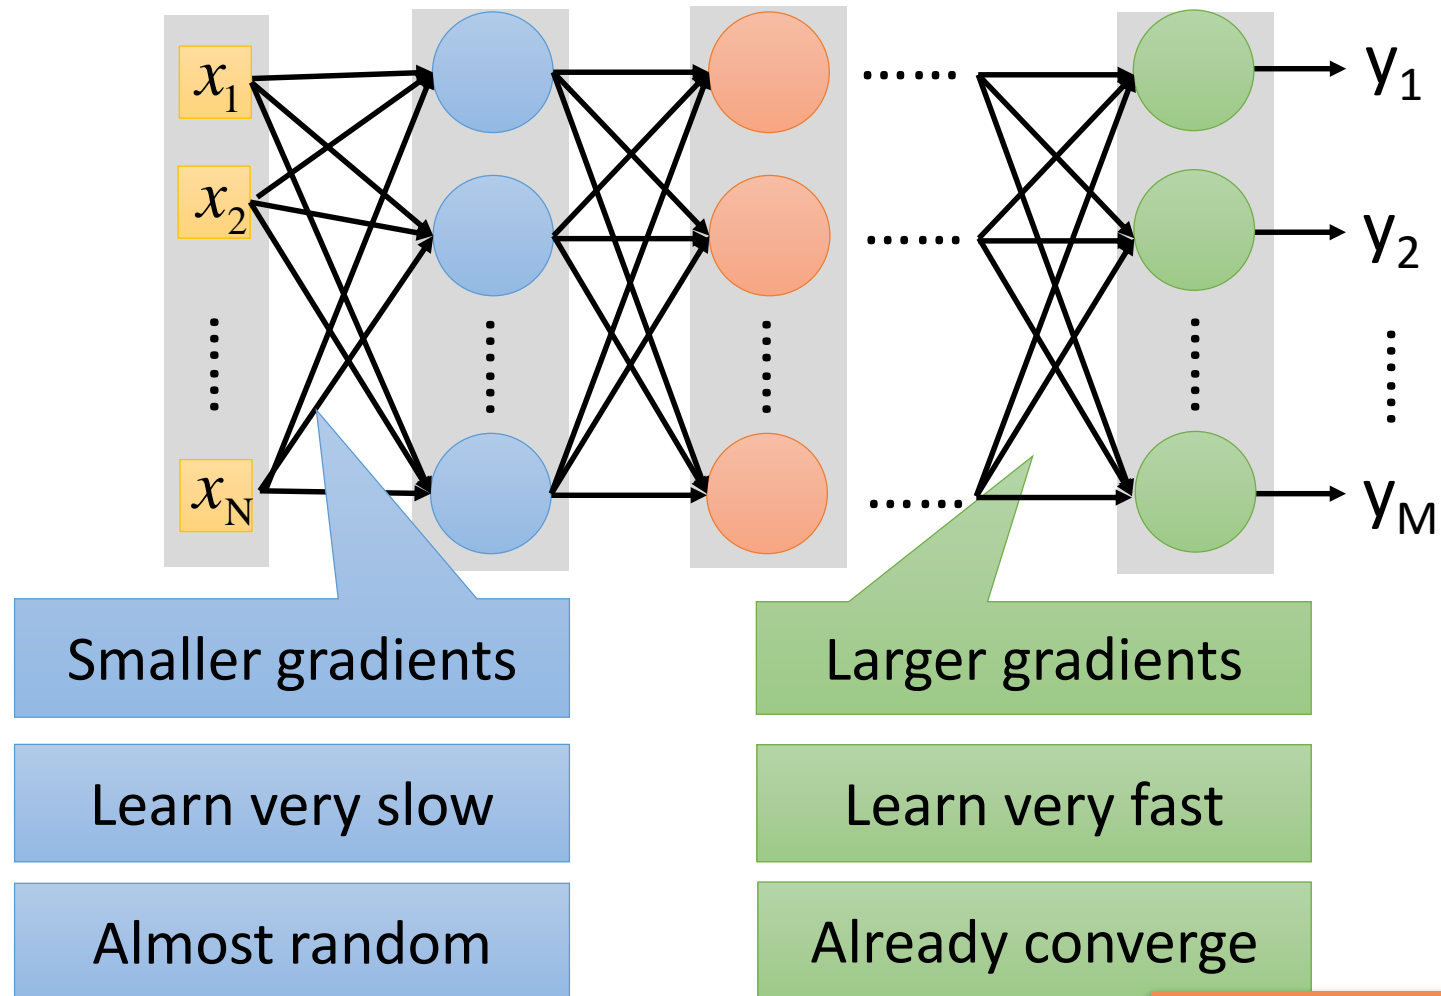 x1
y1
x2
y2
xN
yM
Smaller gradients
Larger gradients
Learn very slow
Learn very fast
Almost random
Already converge